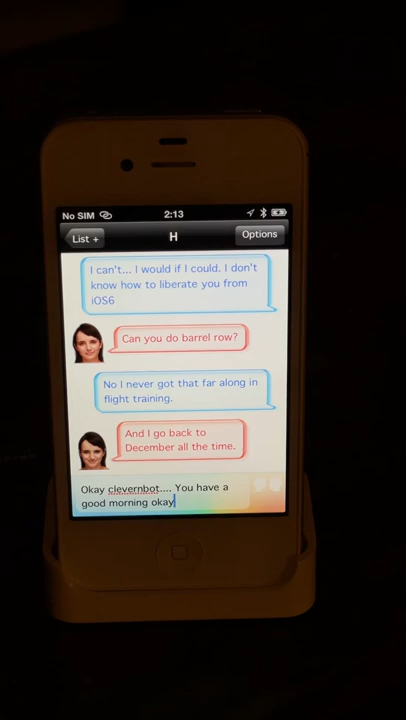 No SIM 2:13
List + H Options
I can't... I would if I could. I don't
know how to liberate you from
iOS6
Can you do barrel row?
No I never got that far along in
flight training.
And I go back to
December all the time.
Okay clevernbot.... You have a
good morning okay